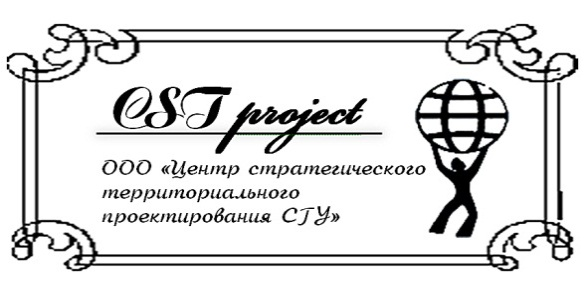 CST project
ООО «Центр стратегического
территориального
проектирования СГУ»